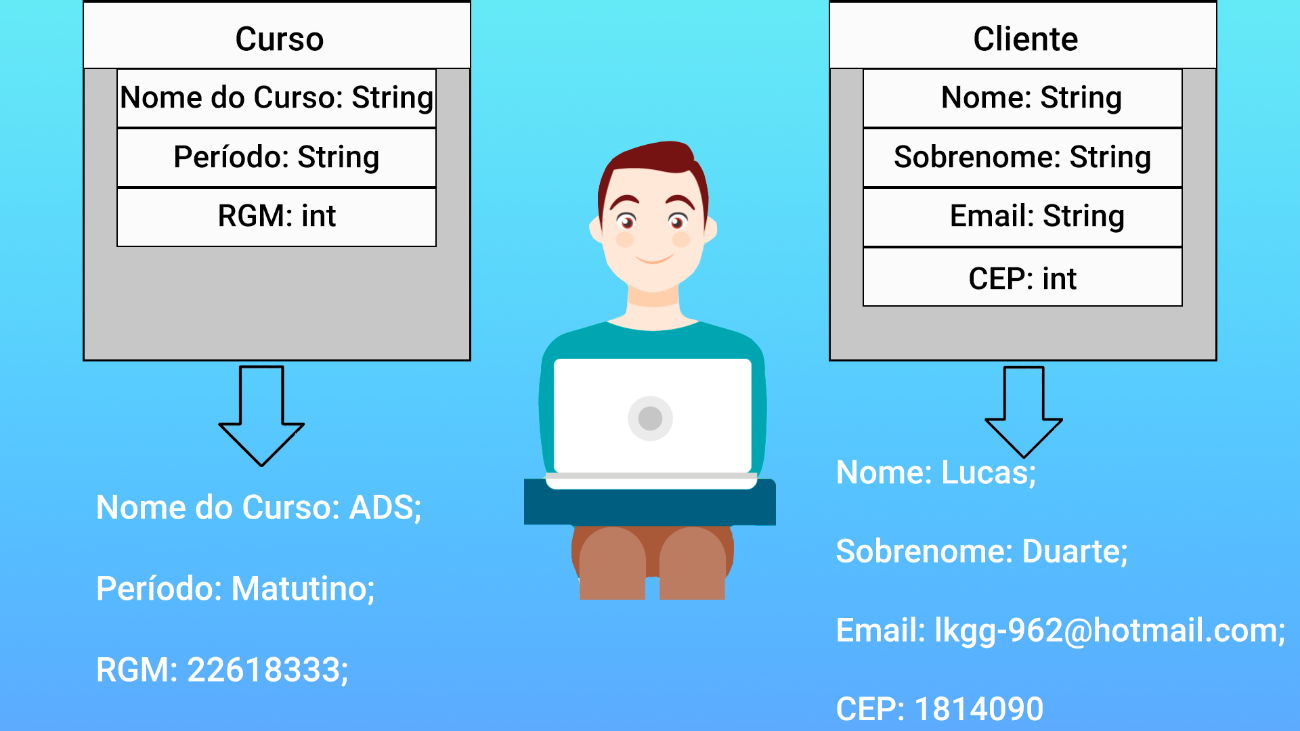 Curso
Nome do Curso: String
Período: String
RGM: int
Nome do Curso: ADS;
Período: Matutino;
RGM: 22618333;
Cliente
Nome: String
Sobrenome: String
Email: String
CEP: int
Nome: Lucas;
Sobrenome: Duarte;
Email: lkgg-962@hotmail.com;
CEP: 1814090